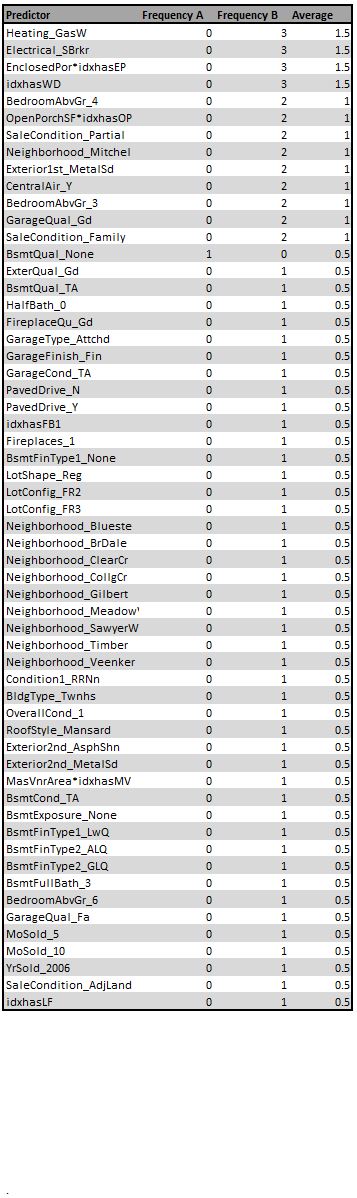 Predictor Frequency A Frequency B Average
Heating_GasW 0 3 1.5
Electrical_SBrkr 0 3 1.5
EnclosedPor*idxhasEP 0 3 1.5
idxhasWD 0 3 1.5
BedroomAbvGr_4 0 2 1
OpenPorchSF*idxhasOP 0 2 1
SaleCondition_Partial 0 2 1
Neighborhood_Mitchel 0 2 1
Exterior1st_MetalSd 0 2 1
CentralAir_Y 0 2 1
BedroomAbvGr_3 0 2 1
GarageQual_Gd 0 2 1
SaleCondition_Family 0 2 1
BsmtQual_None 1 0 0.5
ExterQual_Gd 0 1 0.5
BsmtQual_TA 0 1 0.5
HalfBath_0 0 1 0.5
FireplaceQu_Gd 0 1 0.5
GarageType_Attchd 0 1 0.5
GarageFinish_Fin 0 1 0.5
GarageCond_TA 0 1 0.5
PavedDrive_N 0 1 0.5
PavedDrive_Y 0 1 0.5
idxhasFB1 0 1 0.5
Fireplaces_1 0 1 0.5
BsmtFinType1_None 0 1 0.5
LotShape_Reg 0 1 0.5
LotConfig_FR2 0 1 0.5
LotConfig_FR3 0 1 0.5
Neighborhood_Blueste 0 1 0.5
Neighborhood_BrDale 0 1 0.5
Neighborhood_ClearCr 0 1 0.5
Neighborhood_CollgCr 0 1 0.5
Neighborhood_Gilbert 0 1 0.5
Neighborhood_Meadow 0 1 0.5
Neighborhood_SawyerW 0 1 0.5
Neighborhood_Timber 0 1 0.5
Neighborhood_Veenker 0 1 0.5
Condition1_RRNn 0 1 0.5
BldgType_Twnhs 0 1 0.5
OverallCond_1 0 1 0.5
RoofStyle_Mansard 0 1 0.5
Exterior2nd_AsphShn 0 1 0.5
Exterior2nd_MetalSd 0 1 0.5
MasVnrArea*idxhasMV 0 1 0.5
BsmtCond_TA 0 1 0.5
BsmtExposure_None 0 1 0.5
BsmtFinType1_LwQ 0 1 0.5
BsmtFinType2_ALQ 0 1 0.5
BsmtFinType2_GLQ 0 1 0.5
BsmtFullBath_3 0 1 0.5
BedroomAbvGr_6 0 1 0.5
GarageQual_Fa 0 1 0.5
MoSold_5 0 1 0.5
MoSold_10 0 1 0.5
YrSold_2006 0 1 0.5
SaleCondition_AdjLand 0 1 0.5
idxhasLF 0 1 0.5
.